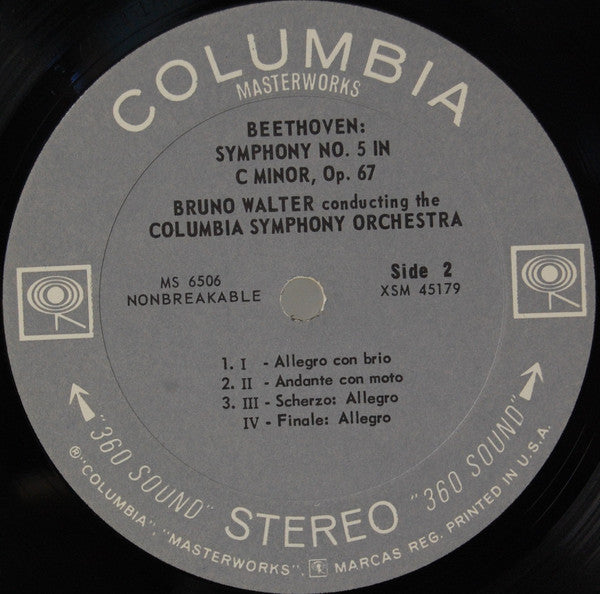 COLUMBIA
MASTERWORKS
BEETHOVEN:
SYMPHONY NO. 5 IN
C MINOR, Op. 67
BRUNO WALTER conducting the
COLUMBIA SYMPHONY ORCHESTRA
MS 6506
NONBREAKABLE
Side 2
XSM 45179
1. I - Allegro con brio
2. II - Andante con moto
3. III - Scherzo: Allegro
IV - Finale: Allegro
"360 SOUND" STEREO "360 SOUND"
® "COLUMBIA", "MASTERWORKS", MARCAS REG. PRINTED IN U.S.A.